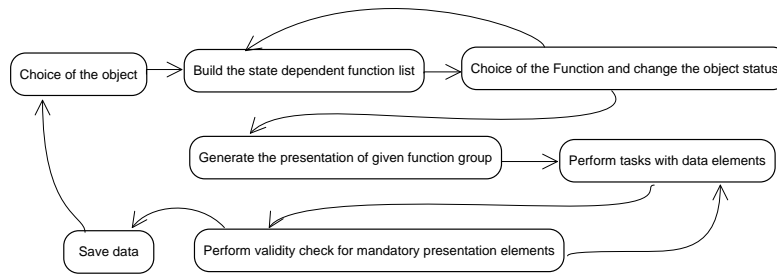 Choice of the object
Build the state dependent function list
Choice of the Function and change the object status
Generate the presentation of given function group
Perform tasks with data elements
Save data
Perform validity check for mandatory presentation elements